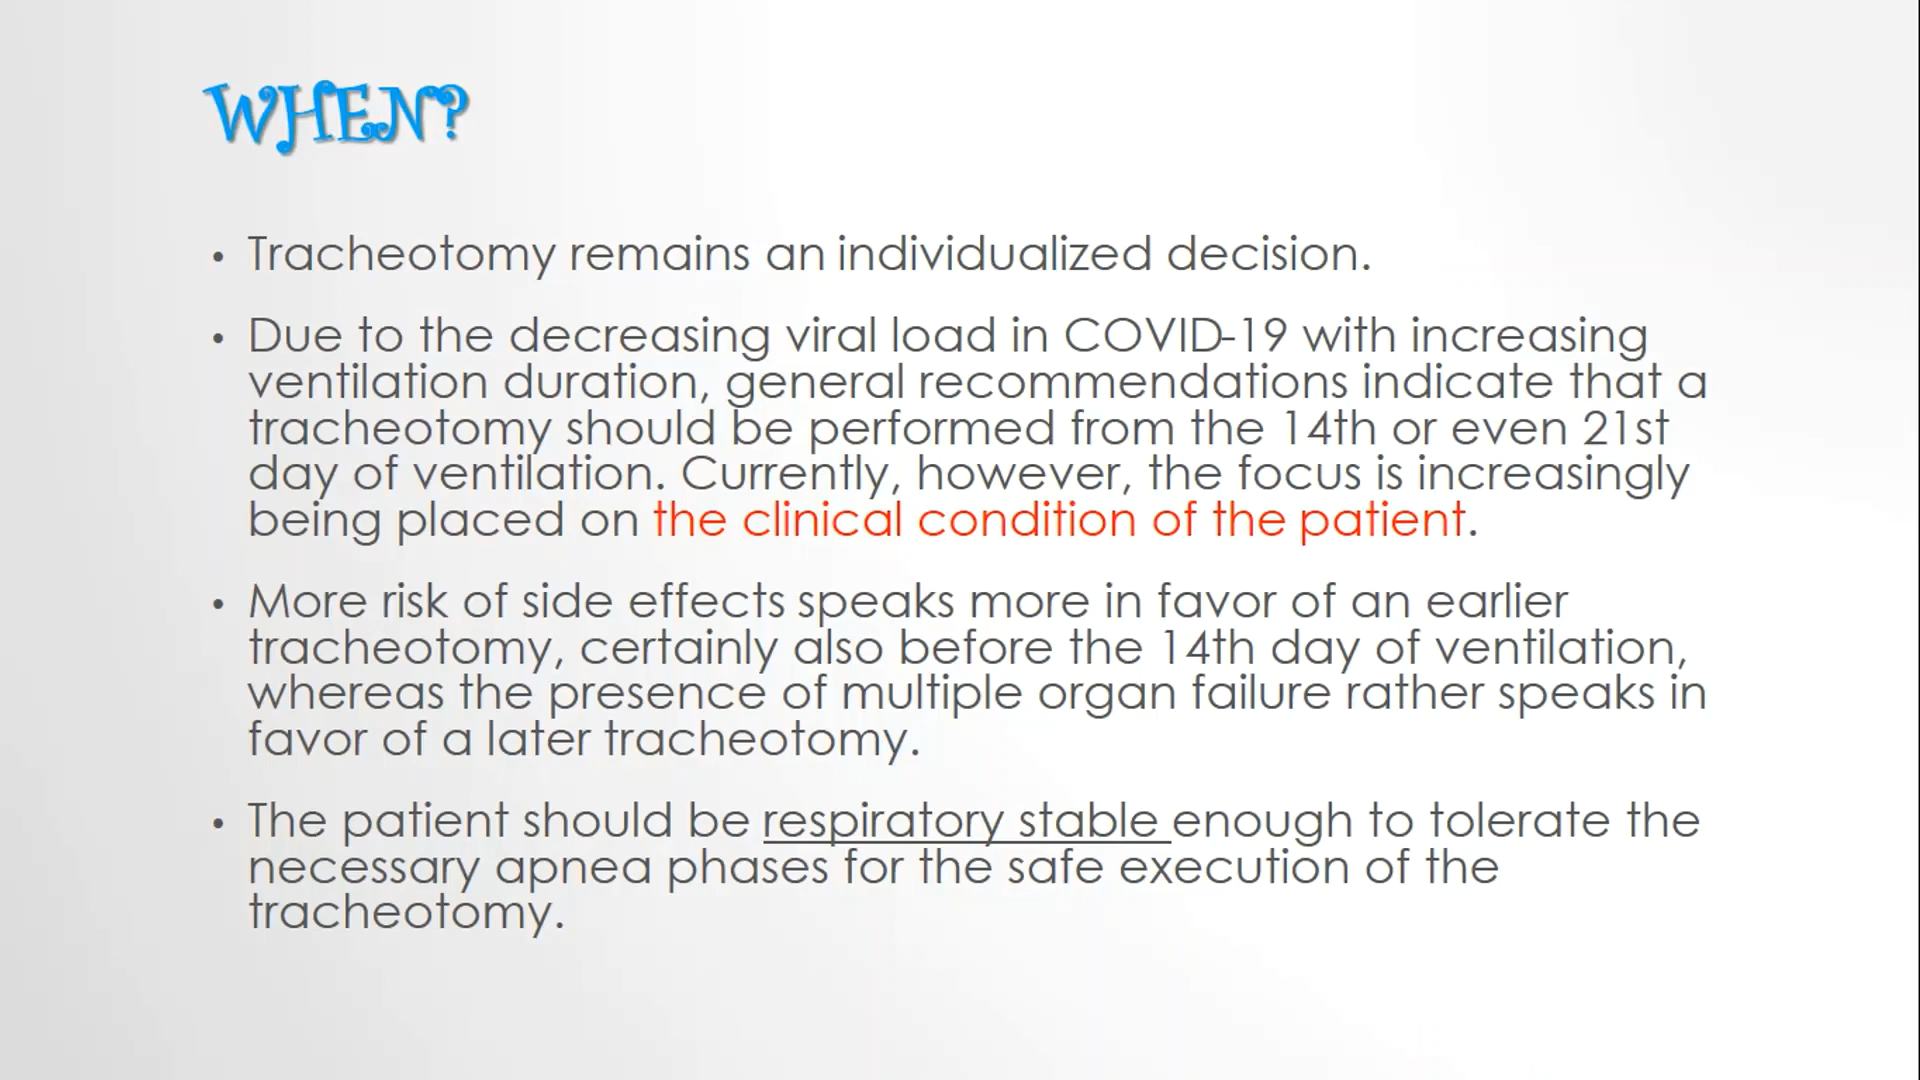 WHEN?
• Tracheotomy remains an individualized decision.
• Due to the decreasing viral load in COVID-19 with increasing
ventilation duration, general recommendations indicate that a
tracheotomy should be performed from the 14th or even 21st
day of ventilation. Currently, however, the focus is increasingly
being placed on the clinical condition of the patient.
• More risk of side effects speaks more in favor of an earlier
tracheotomy, certainly also before the 14th day of ventilation,
whereas the presence of multiple organ failure rather speaks in
favor of a later tracheotomy.
• The patient should be respiratory stable enough to tolerate the
necessary apnea phases for the safe execution of the
tracheotomy.